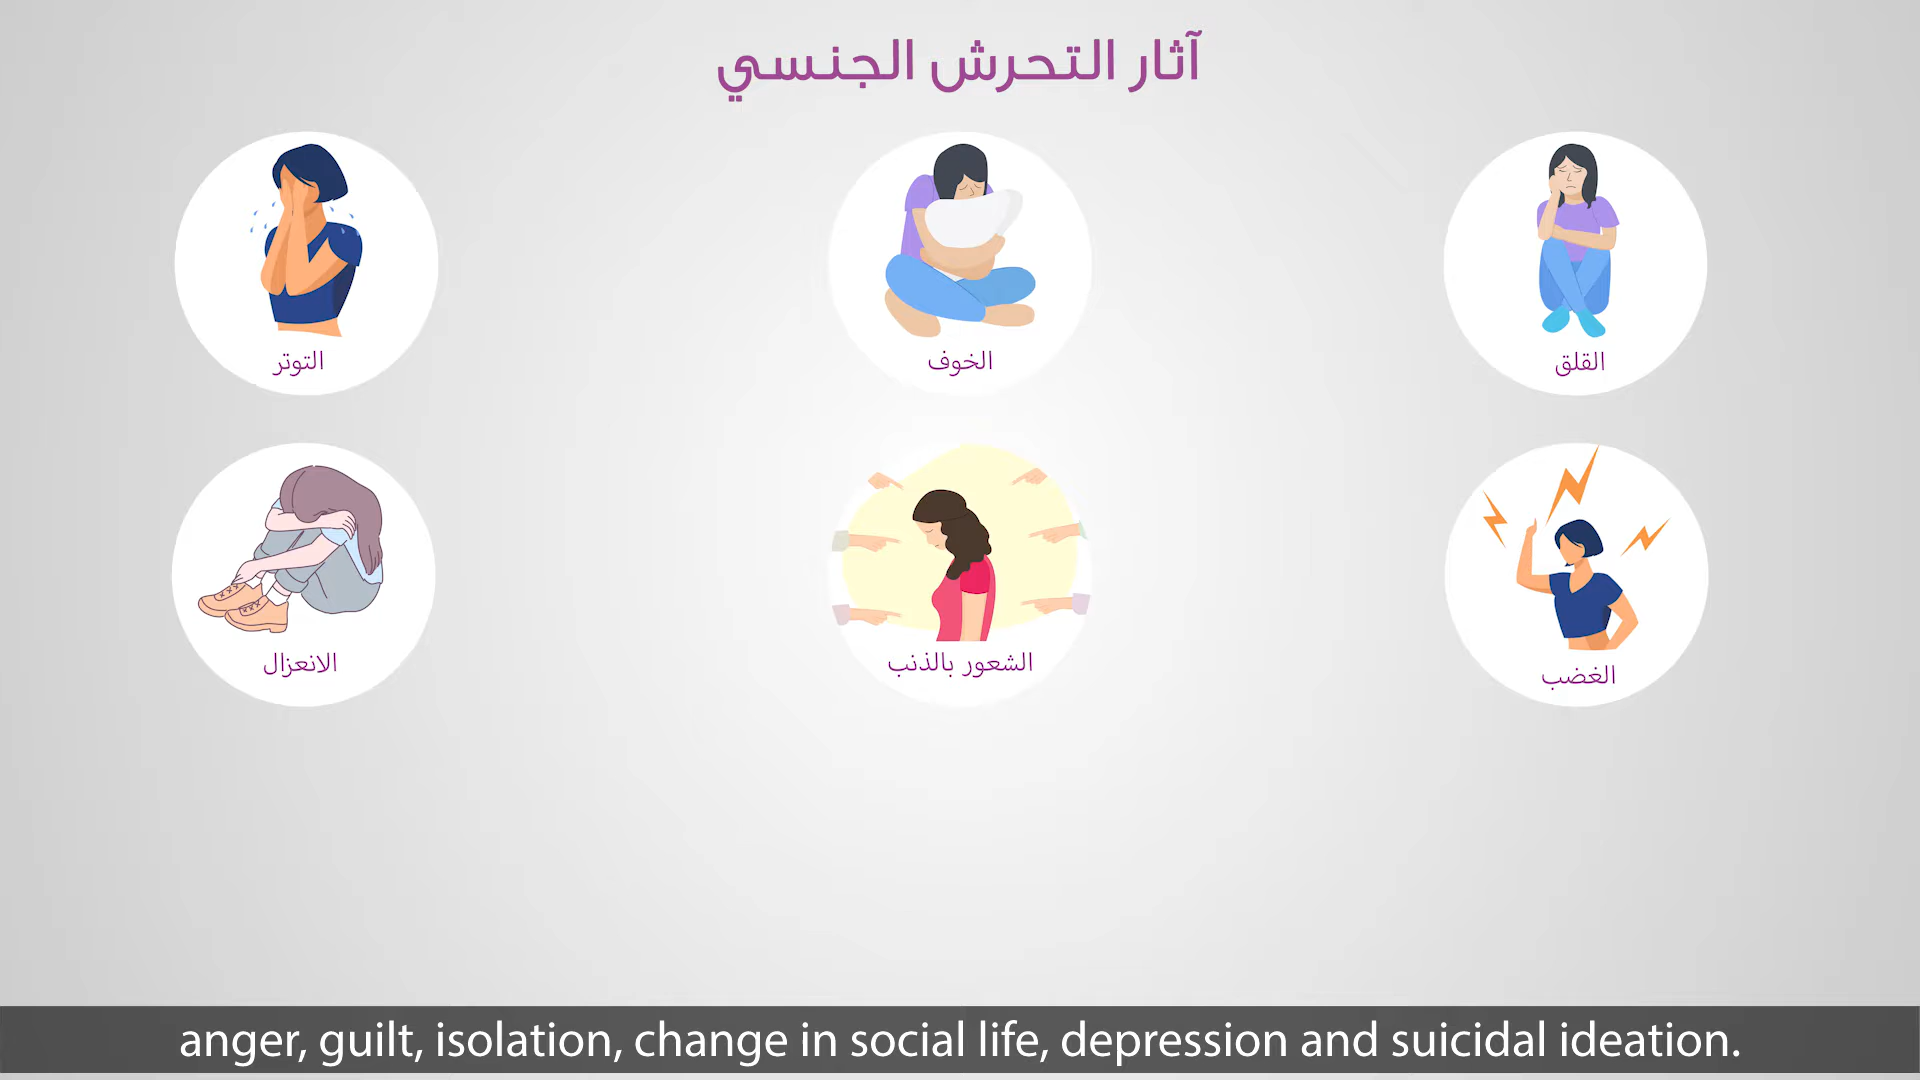 آثار التحرش الجنسي
القلق
الخوف
التوتر
الغضب
الشعور بالذنب
الانعزال
anger, guilt, isolation, change in social life, depression and suicidal ideation.